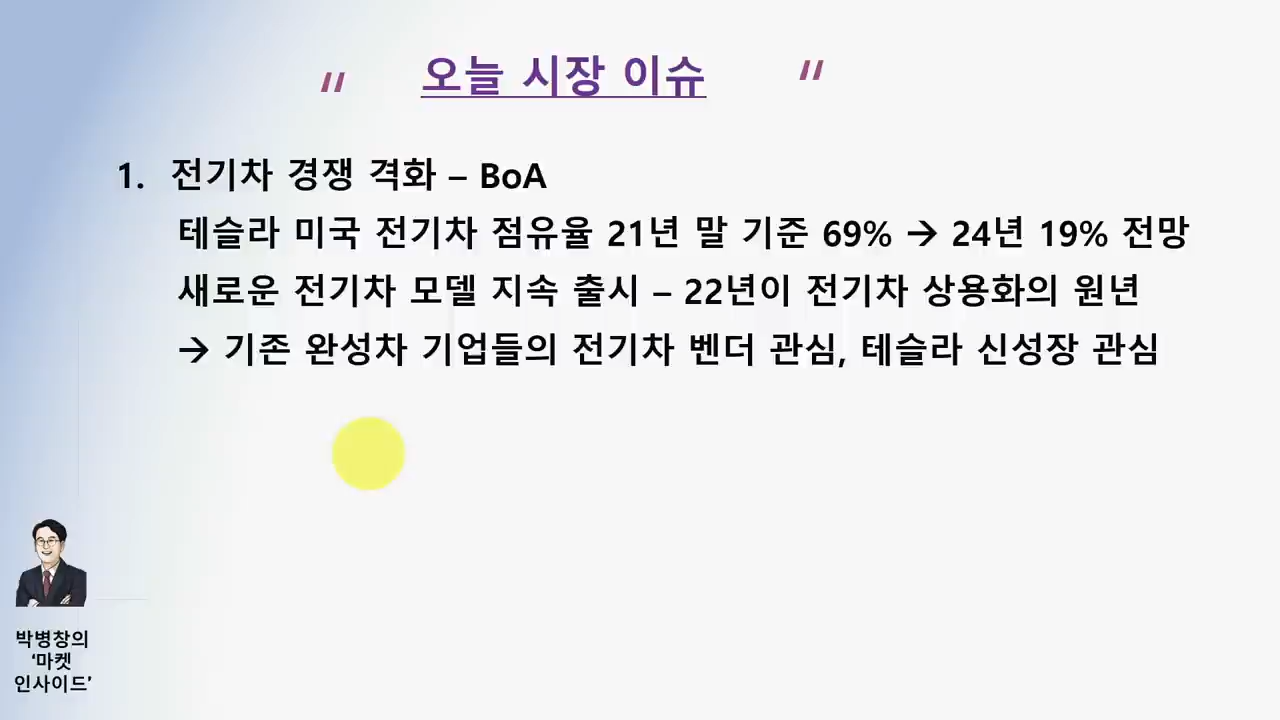 " 오늘 시장 이슈 "
1. 전기차 경쟁 격화 – BoA
테슬라 미국 전기차 점유율 21년 말 기준 69% → 24년 19% 전망
새로운 전기차 모델 지속 출시 – 22년이 전기차 상용화의 원년
→ 기존 완성차 기업들의 전기차 벤더 관심, 테슬라 신성장 관심
박병창의
‘마켓
인사이드’